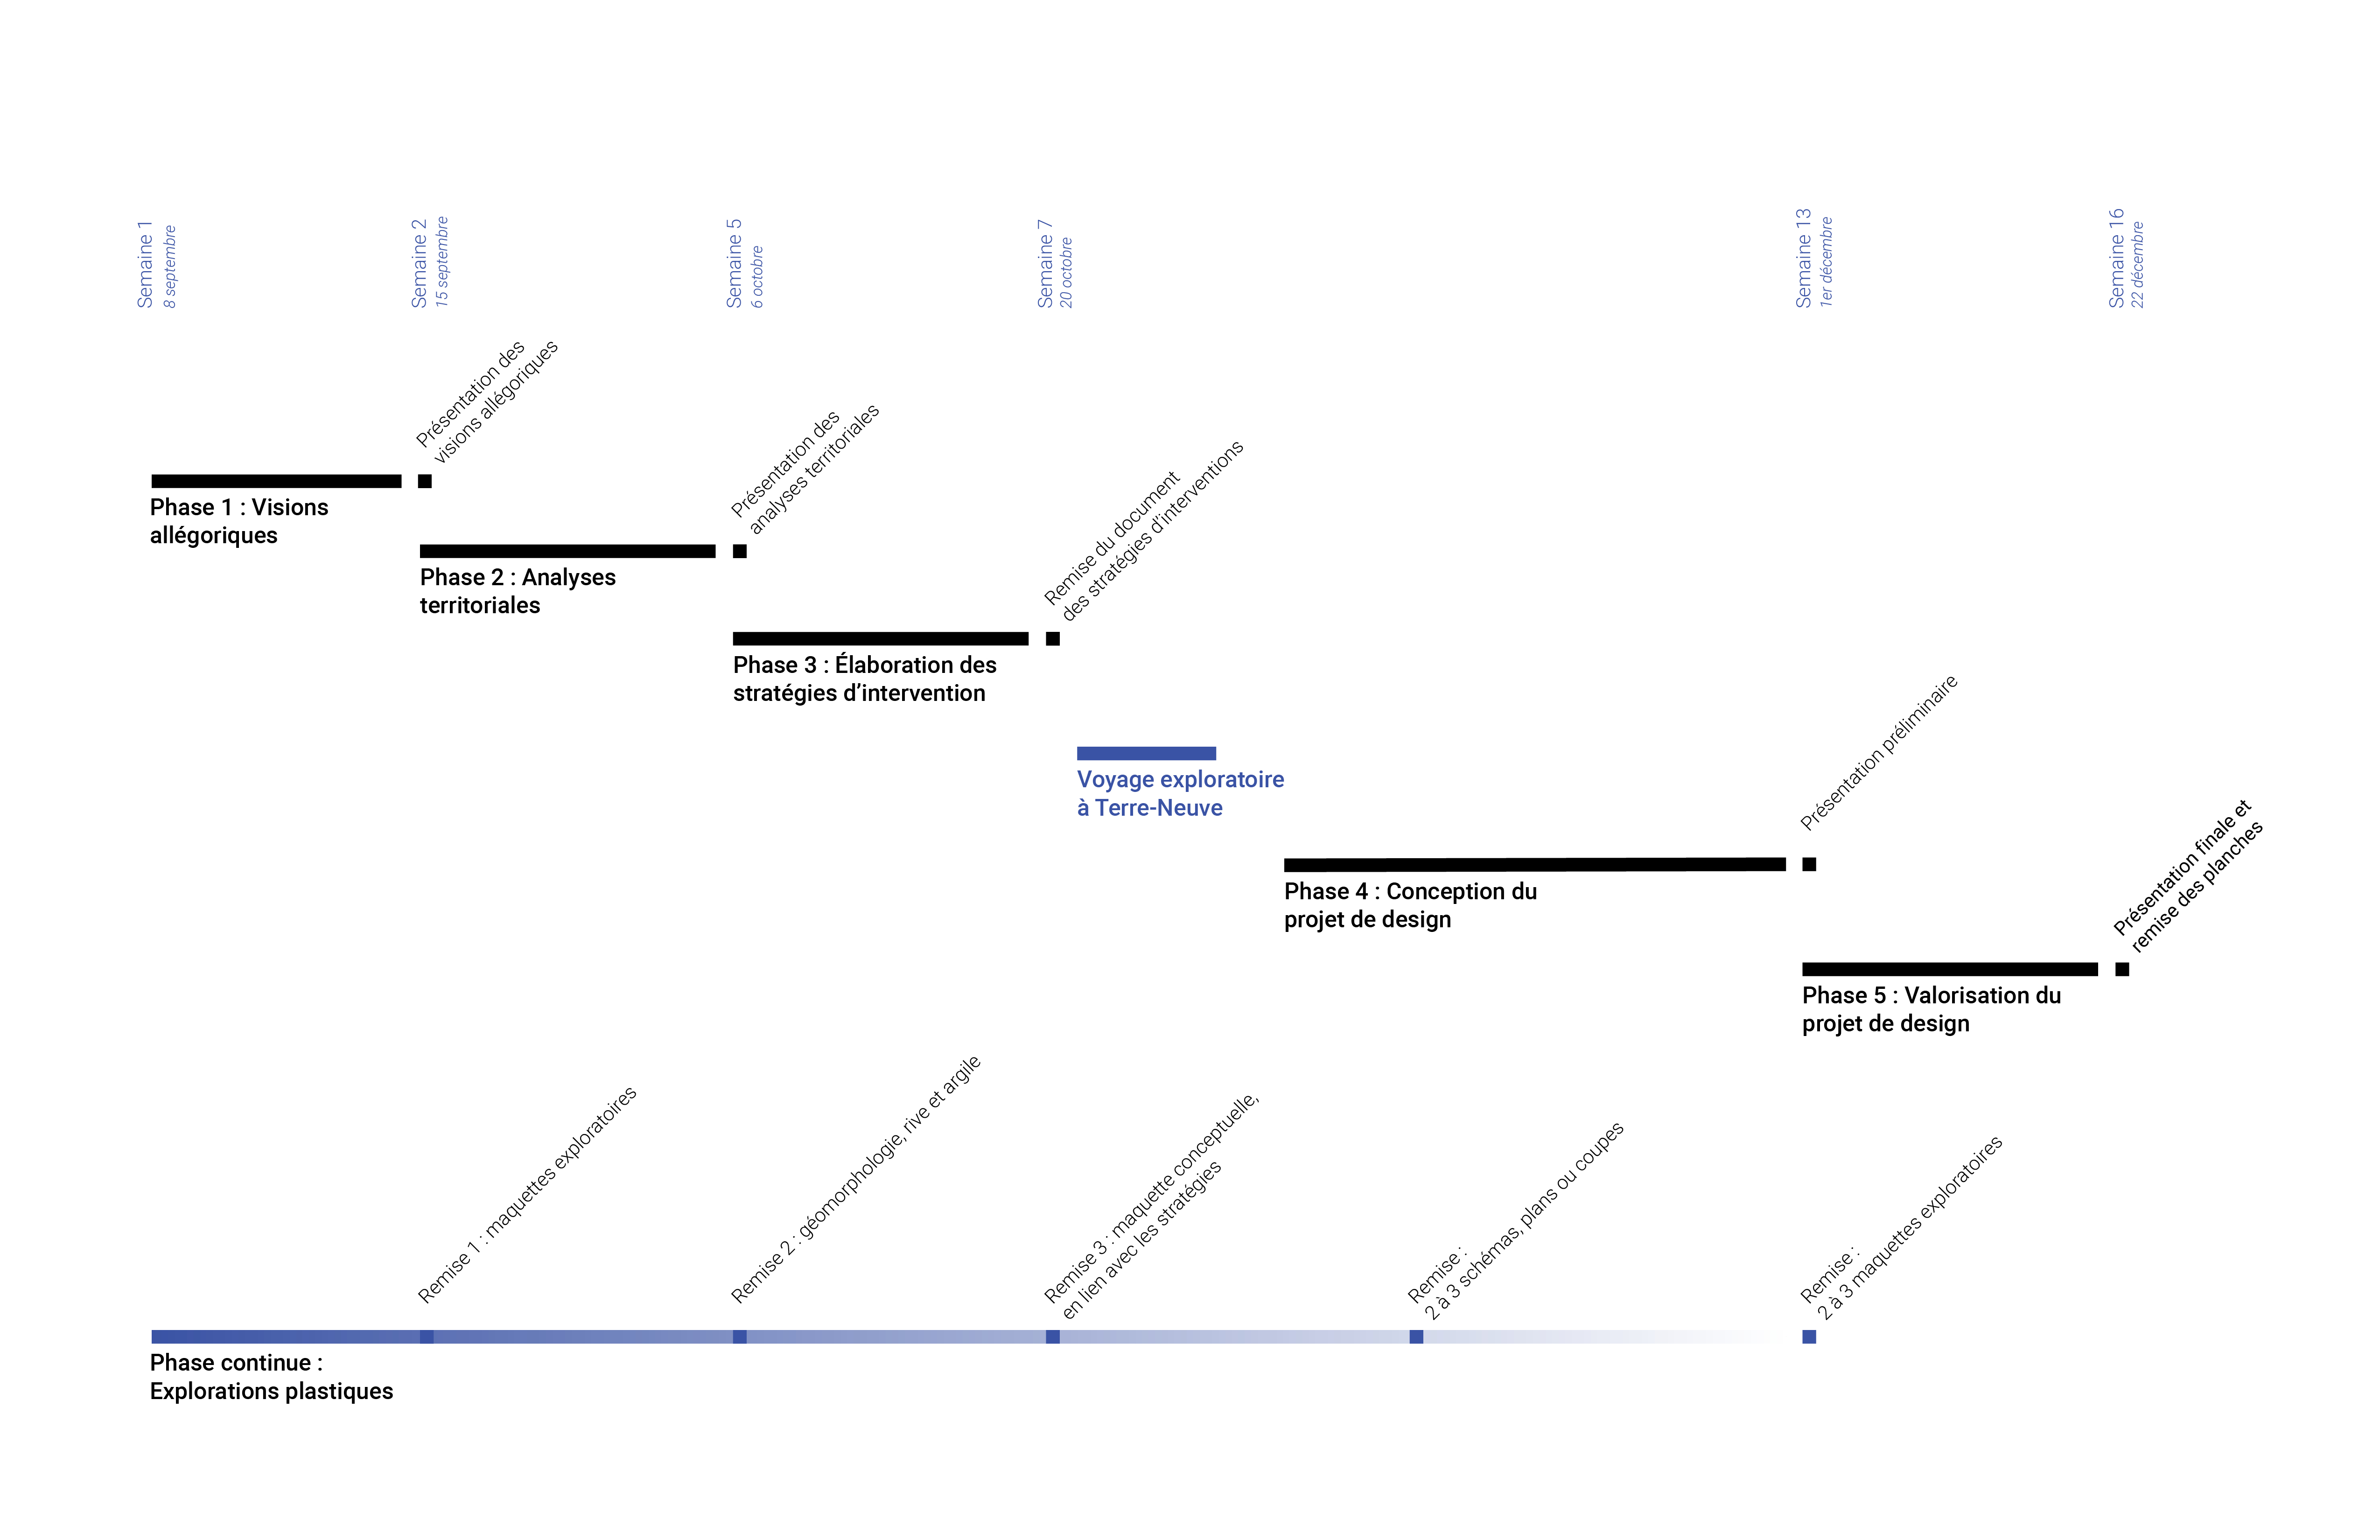 Semaine 1
8 septembre
Semaine 2
15 septembre
Semaine 5
6 octobre
Semaine 7
20 octobre
Semaine 13
1er décembre
Semaine 16
22 décembre
Présentation des
visions allégoriques
Phase 1 : Visions
allégoriques
Présentation des
analyses territoriales
Phase 2 : Analyses
territoriales
Remise du document
des stratégies d’interventions
Phase 3 : Élaboration des
stratégies d’intervention
Voyage exploratoire
à Terre-Neuve
Présentation préliminaire
Phase 4 : Conception du
projet de design
Présentation finale et
remise des planches
Phase 5 : Valorisation du
projet de design
Remise 1 : maquettes exploratoires
Remise 2 : géomorphologie, rive et argile
Remise 3 : maquette conceptuelle,
en lien avec les stratégies
Remise :
2 à 3 schémas, plans ou coupes
Remise :
2 à 3 maquettes exploratoires
Phase continue :
Explorations plastiques